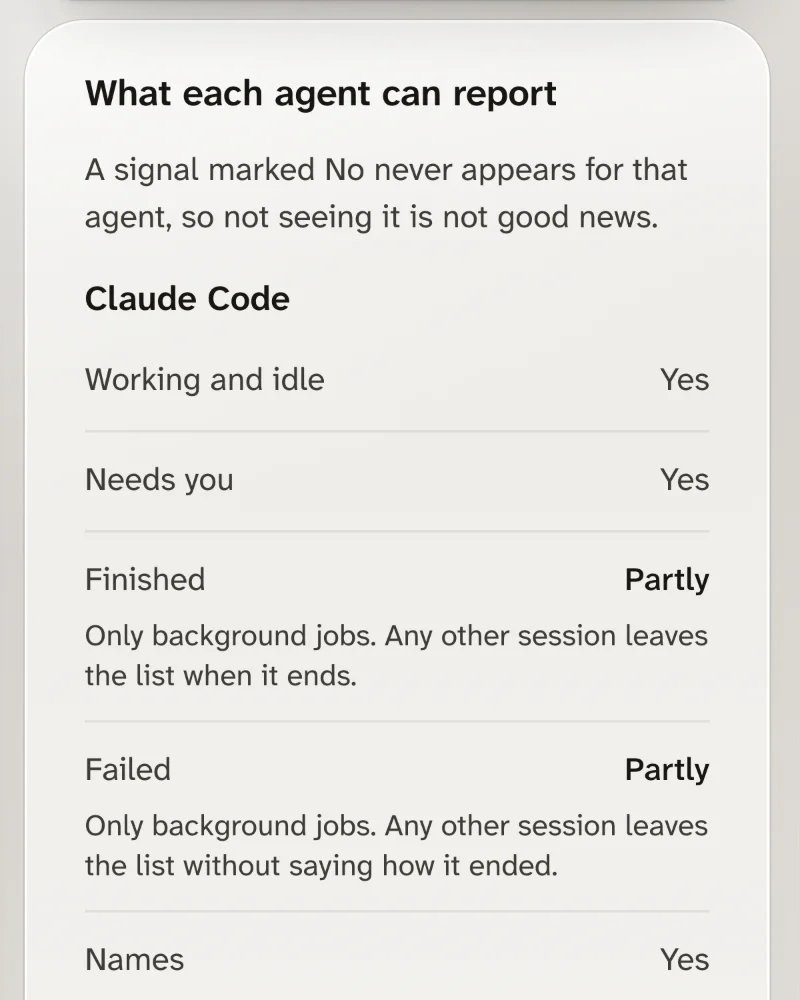 What each agent can report
A signal marked No never appears for that
agent, so not seeing it is not good news.
Claude Code
Working and idle Yes
Needs you Yes
Finished Partly
Only background jobs. Any other session leaves
the list when it ends.
Failed Partly
Only background jobs. Any other session leaves
the list without saying how it ended.
Names Yes